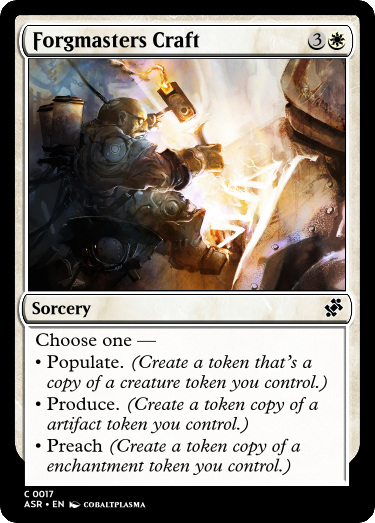 Forgmasters Craft 3
Sorcery
Choose one —
• Populate. (Create a token that's a
copy of a creature token you control.)
• Produce. (Create a token copy of a
artifact token you control.)
• Preach (Create a token copy of a
enchantment token you control.)
C 0017
ASR • EN COBALTPLASMA